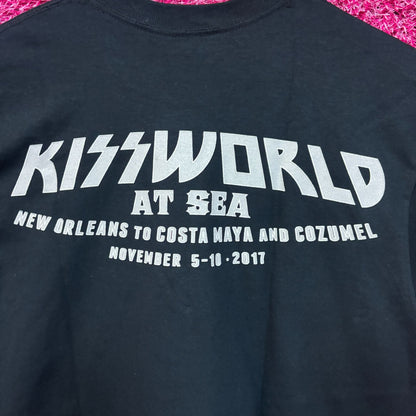 KISSWORLD
AT SEA
NEW ORLEANS TO COSTA MAYA AND COZUMEL
NOVEMBER 5-10·2017